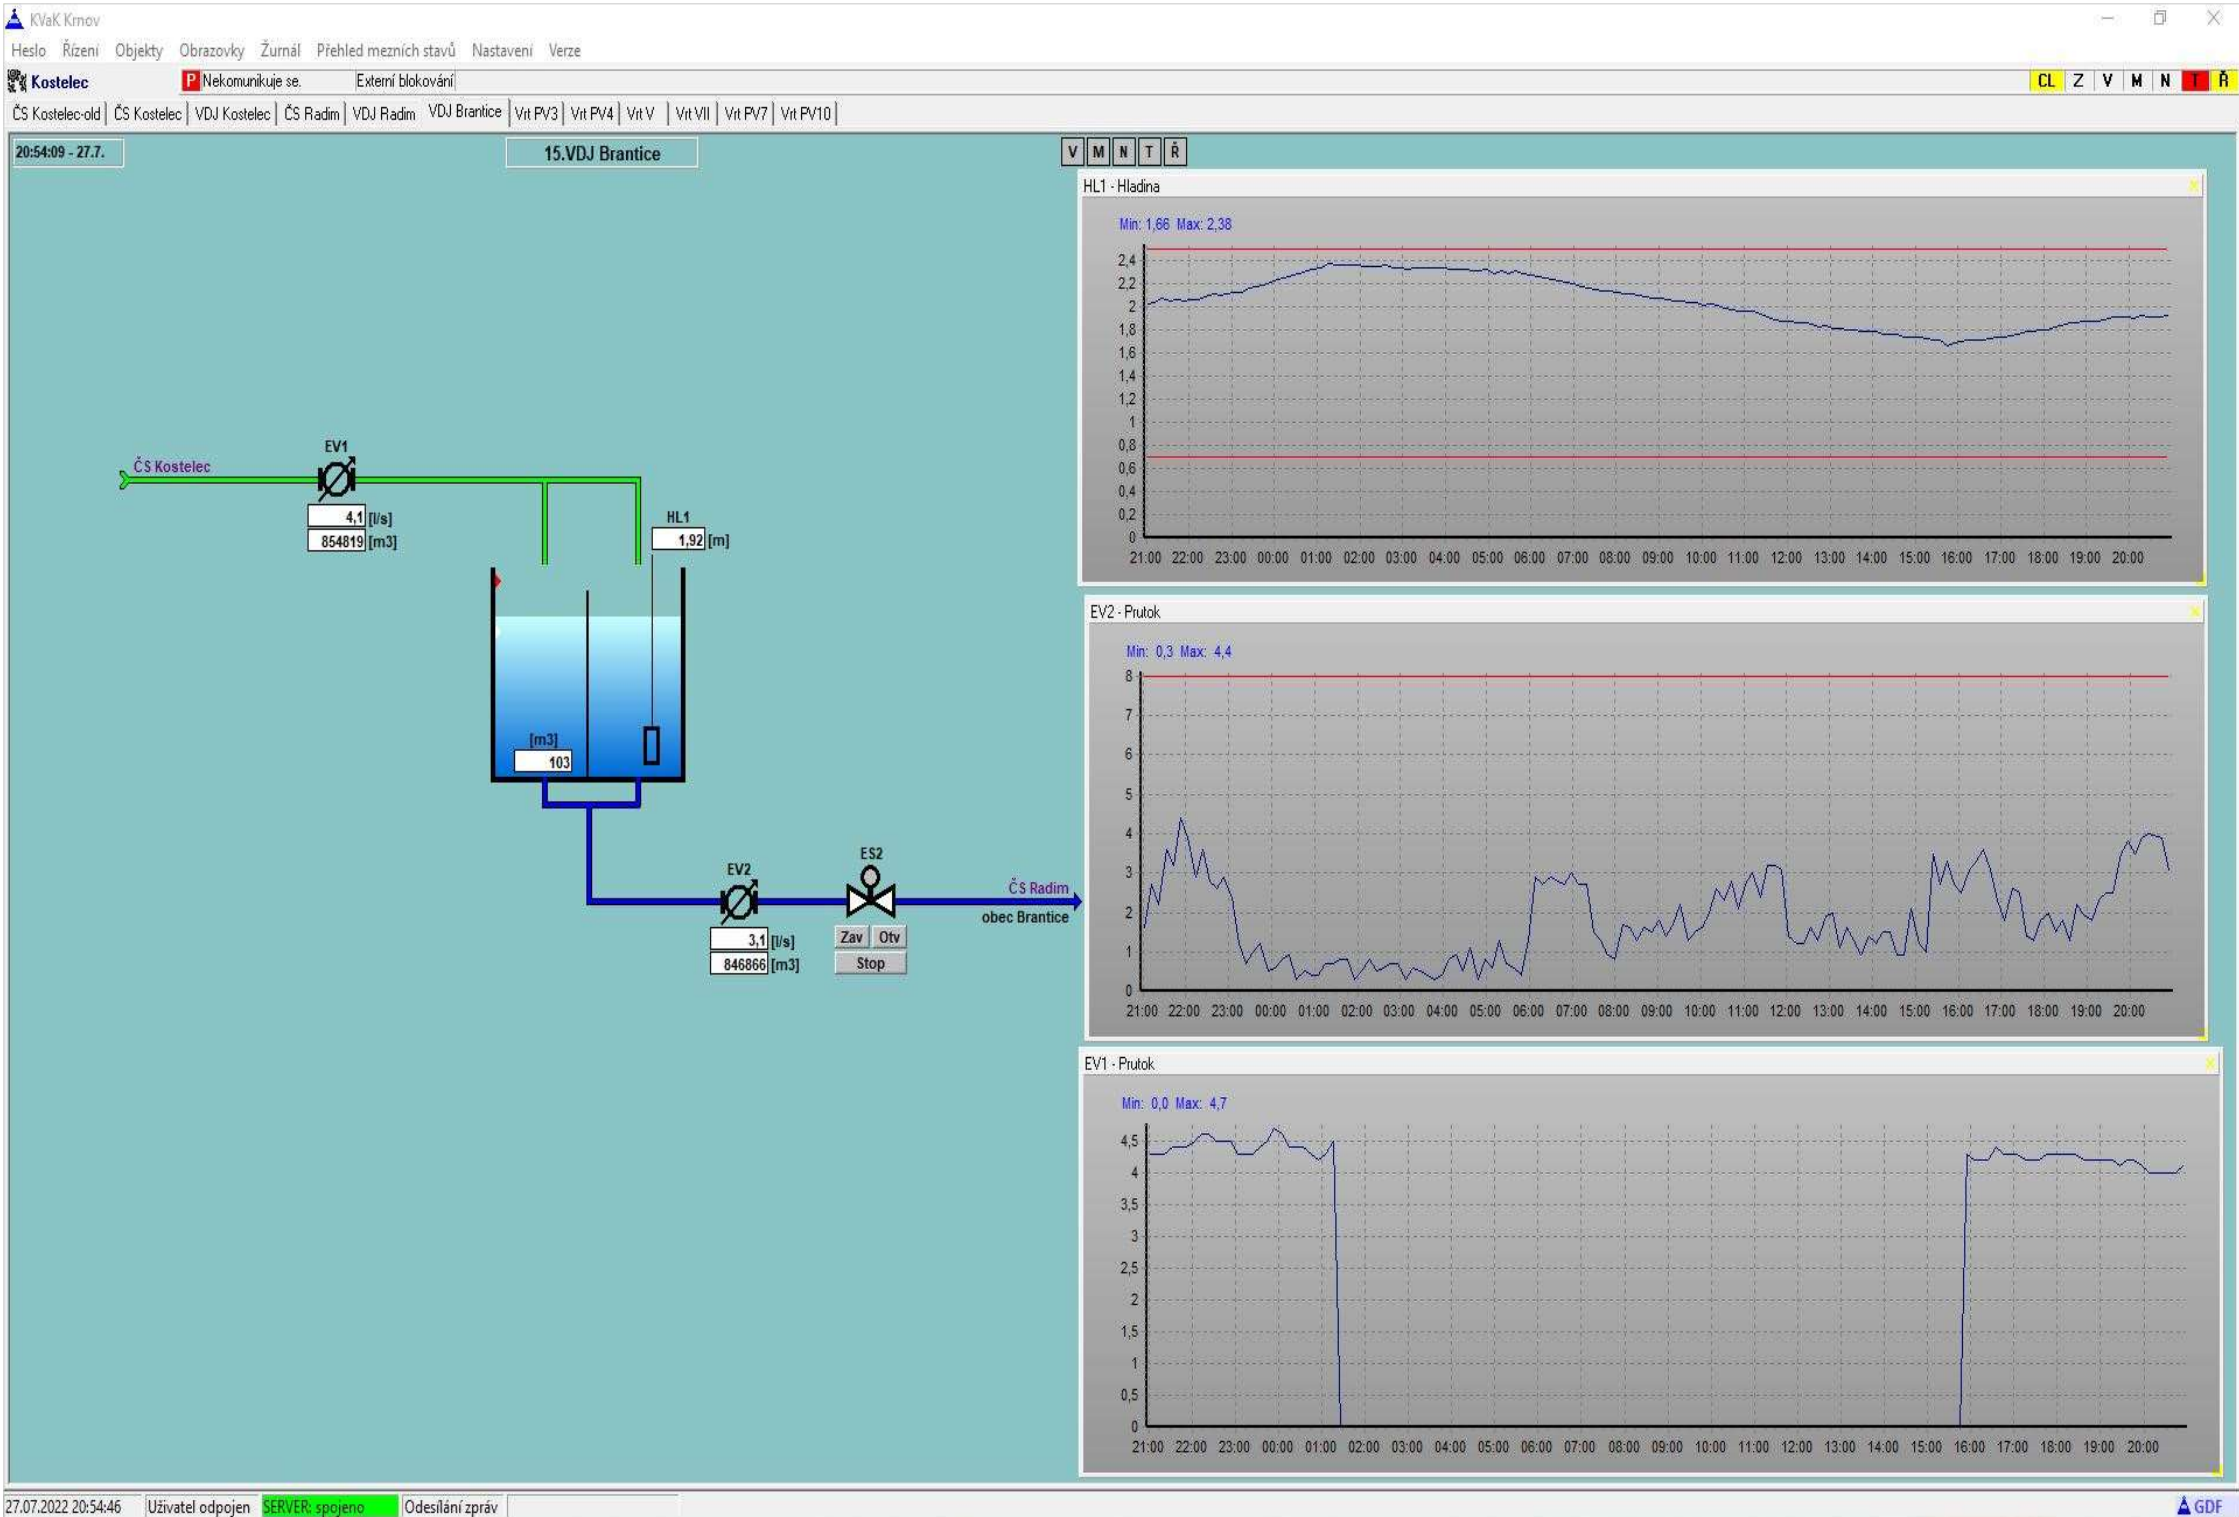 KVaK Krnov
Heslo Řízení Objekty Obrazovky Žurnál Přehled mezních stavů Nastavení Verze
Kostelec P Nekomunikuje se. Externí blokování CL Z V M N T Ř
ČS Kostelec-old ČS Kostelec VDJ Kostelec ČS Radim VDJ Radim VDJ Brantice Vrt PV3 Vrt PV4 Vrt V Vrt VII Vrt PV7 Vrt PV10
20:54:09 - 27.7. 15.VDJ Brantice V M N T Ř
HL1 - Hladina
Min: 1,66 Max: 2,38
2,4
2,2
2
1,8
1,6
1,4
1,2
1
0,8
0,6
0,4
0,2
0
21:00 22:00 23:00 00:00 01:00 02:00 03:00 04:00 05:00 06:00 07:00 08:00 09:00 10:00 11:00 12:00 13:00 14:00 15:00 16:00 17:00 18:00 19:00 20:00
EV1
ČS Kostelec
4,1 [l/s]
854819 [m3]
HL1
1,92 [m]
[m3]
103
EV2
3,1 [l/s]
846866 [m3]
ES2
Zav Otv
Stop
ČS Radim
obec Brantice
EV2 - Prutok
Min: 0,3 Max: 4,4
8
7
6
5
4
3
2
1
0
21:00 22:00 23:00 00:00 01:00 02:00 03:00 04:00 05:00 06:00 07:00 08:00 09:00 10:00 11:00 12:00 13:00 14:00 15:00 16:00 17:00 18:00 19:00 20:00
EV1 - Prutok
Min: 0,0 Max: 4,7
4,5
4
3,5
3
2,5
2
1,5
1
0,5
0
21:00 22:00 23:00 00:00 01:00 02:00 03:00 04:00 05:00 06:00 07:00 08:00 09:00 10:00 11:00 12:00 13:00 14:00 15:00 16:00 17:00 18:00 19:00 20:00
27.07.2022 20:54:46 Uživatel odpojen SERVER: spojeno Odesílání zpráv GDF